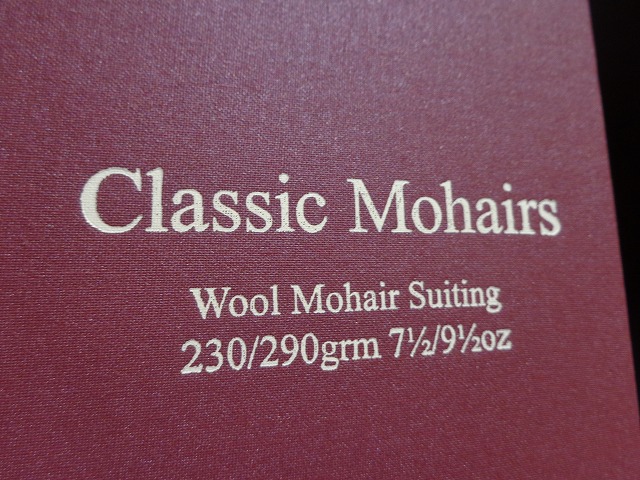 Classic Mohairs
Wool Mohair Suiting
230/290grm 7½/9½oz